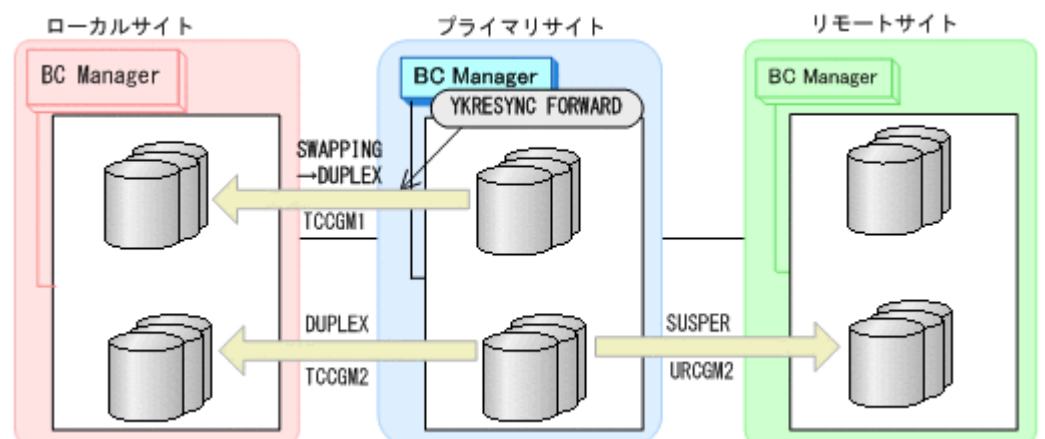 ローカルサイト
プライマリサイト
リモートサイト
BC Manager
BC Manager
BC Manager
YKRESYNC FORWARD
SWAPPING
→DUPLEX
TCCGM1
DUPLEX
TCCGM2
SUSPER
URCGM2